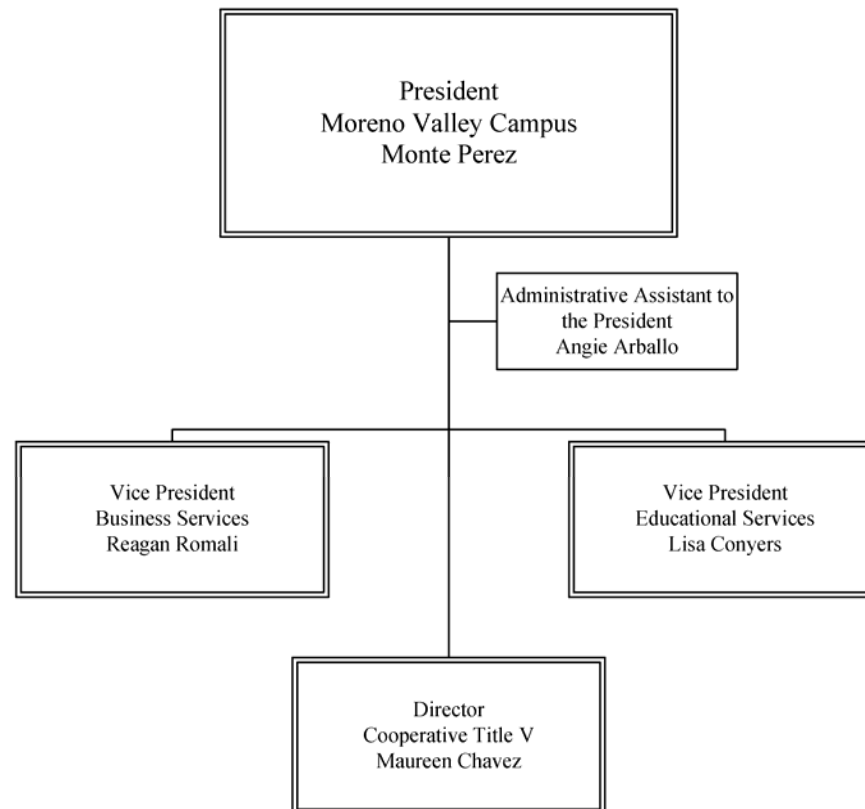 President
Moreno Valley Campus
Monte Perez
Administrative Assistant to
the President
Angie Arballo
Vice President
Business Services
Reagan Romali
Vice President
Educational Services
Lisa Conyers
Director
Cooperative Title V
Maureen Chavez